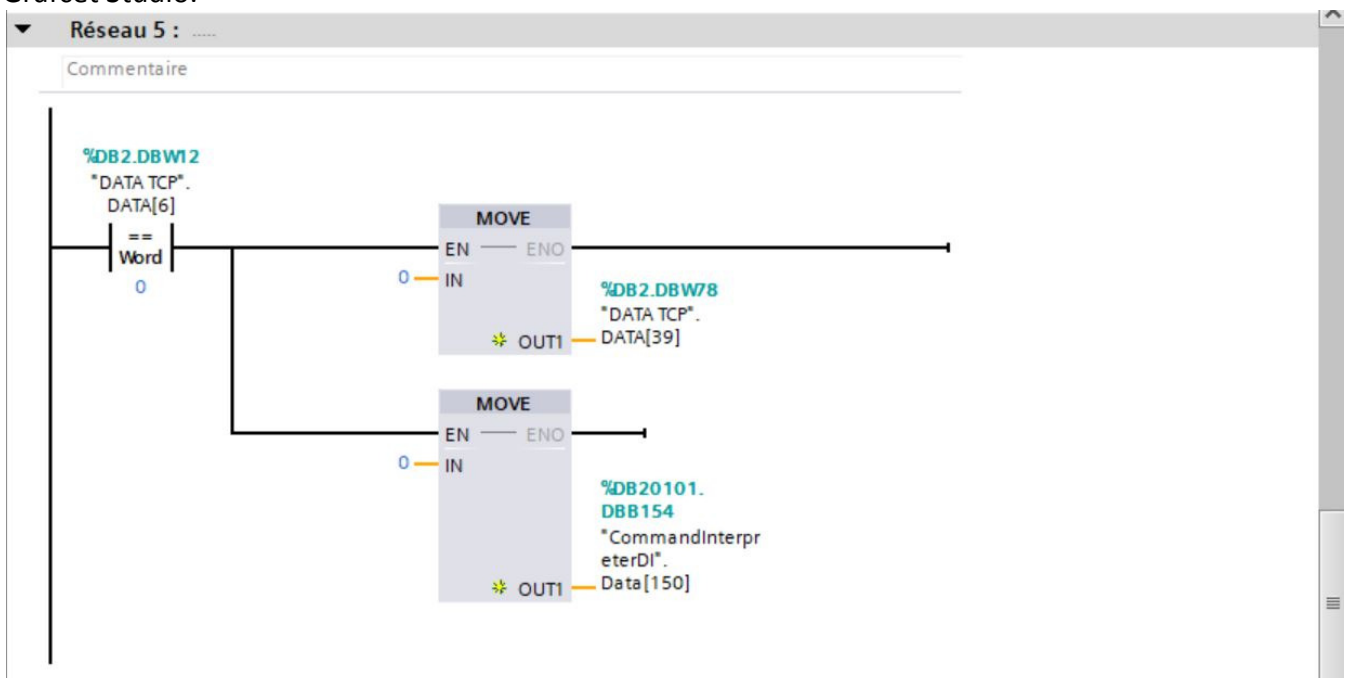 Grafcet Studio.
Réseau 5 : .....
Commentaire
%DB2.DBW12
"DATA TCP".
DATA[6]
==
Word
0
MOVE
EN ENO
0 IN
OUT1
%DB2.DBW78
"DATA TCP".
DATA[39]
MOVE
EN ENO
0 IN
OUT1
%DB20101.
DBB154
"CommandInterpr
eterDI".
Data[150]